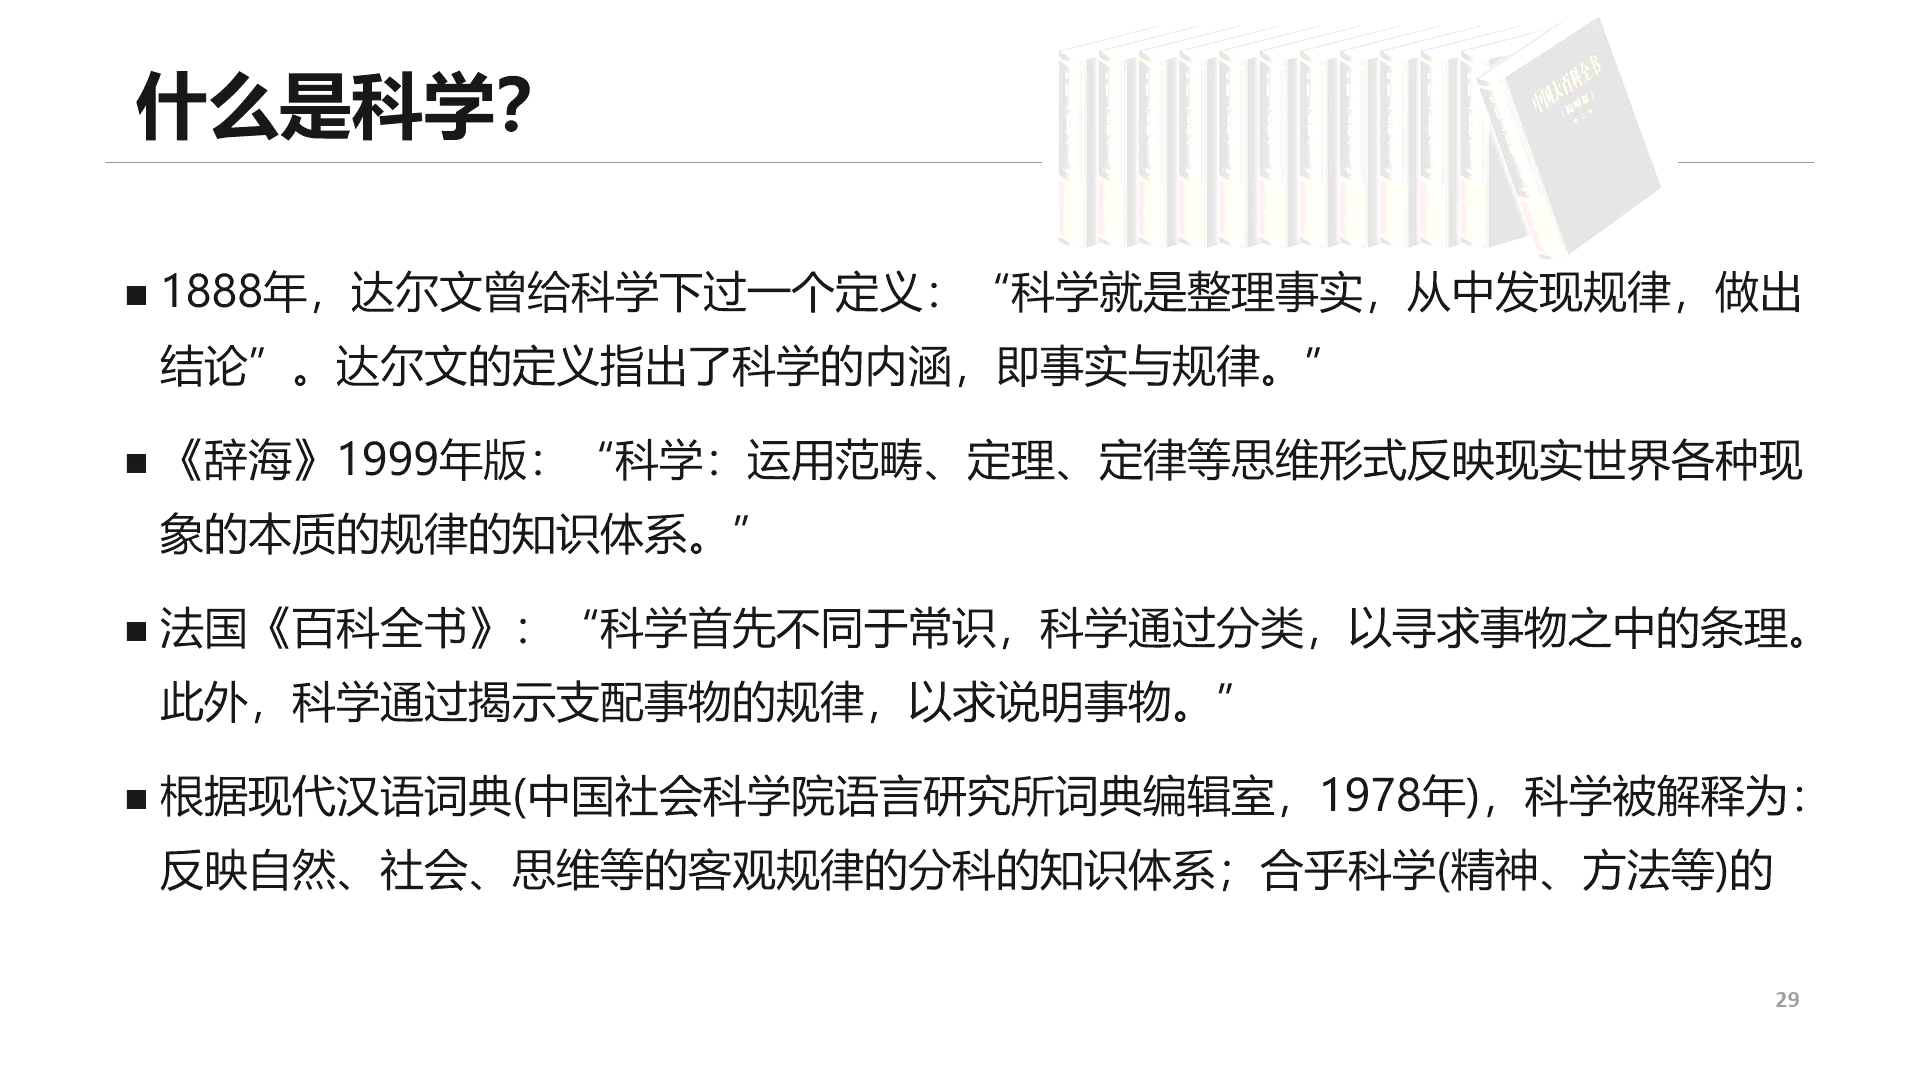 什么是科学?
中国大百科全书
(简明版)
■ 1888年，达尔文曾给科学下过一个定义：“科学就是整理事实，从中发现规律，做出
结论”。达尔文的定义指出了科学的内涵，即事实与规律。”
■ 《辞海》1999年版：“科学：运用范畴、定理、定律等思维形式反映现实世界各种现
象的本质的规律的知识体系。”
■ 法国《百科全书》：“科学首先不同于常识，科学通过分类，以寻求事物之中的条理。
此外，科学通过揭示支配事物的规律，以求说明事物。”
■ 根据现代汉语词典(中国社会科学院语言研究所词典编辑室，1978年)，科学被解释为：
反映自然、社会、思维等的客观规律的分科的知识体系；合乎科学(精神、方法等)的
29